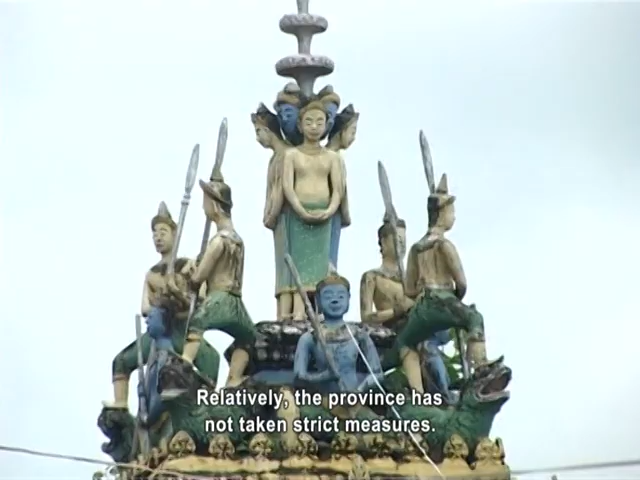 Relatively, the province has
not taken strict measures.